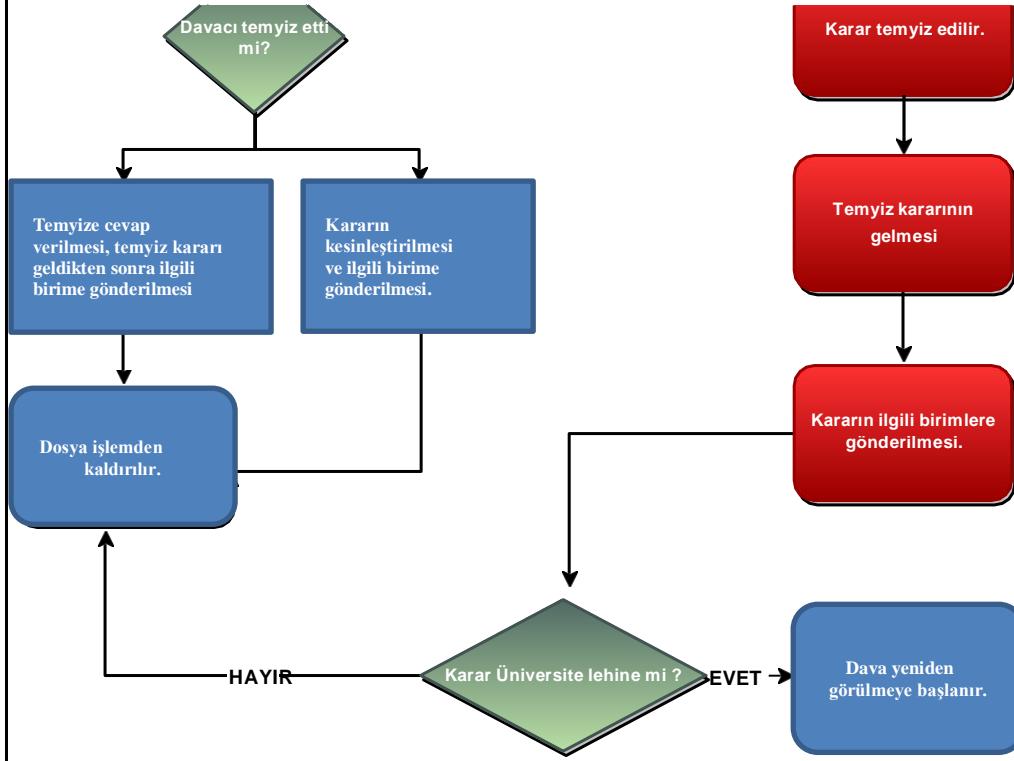 Davacı temyiz etti
mi?
Karar temyiz edilir.
Temyize cevap
verilmesi, temyiz kararı
geldikten sonra ilgili
birime gönderilmesi
Kararın
kesinleştirilmesi
ve ilgili birime
gönderilmesi.
Temyiz kararının
gelmesi
Dosya işlemden
kaldırılır.
Kararın ilgili birimlere
gönderilmesi.
HAYIR
Karar Üniversite lehine mi ?
EVET
Dava yeniden
görülmeye başlanır.